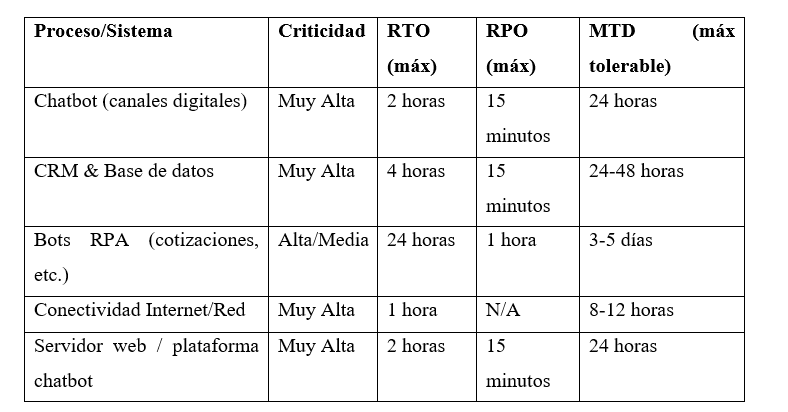 Proceso/Sistema Criticidad RTO RPO MTD (máx
(máx) (máx) tolerable)
Chatbot (canales digitales) Muy Alta 2 horas 15 24 horas
minutos
CRM & Base de datos Muy Alta 4 horas 15 24-48 horas
minutos
Bots RPA (cotizaciones, Alta/Media 24 horas 1 hora 3-5 días
etc.)
Conectividad Internet/Red Muy Alta 1 hora N/A 8-12 horas
Servidor web / plataforma Muy Alta 2 horas 15 24 horas
chatbot minutos